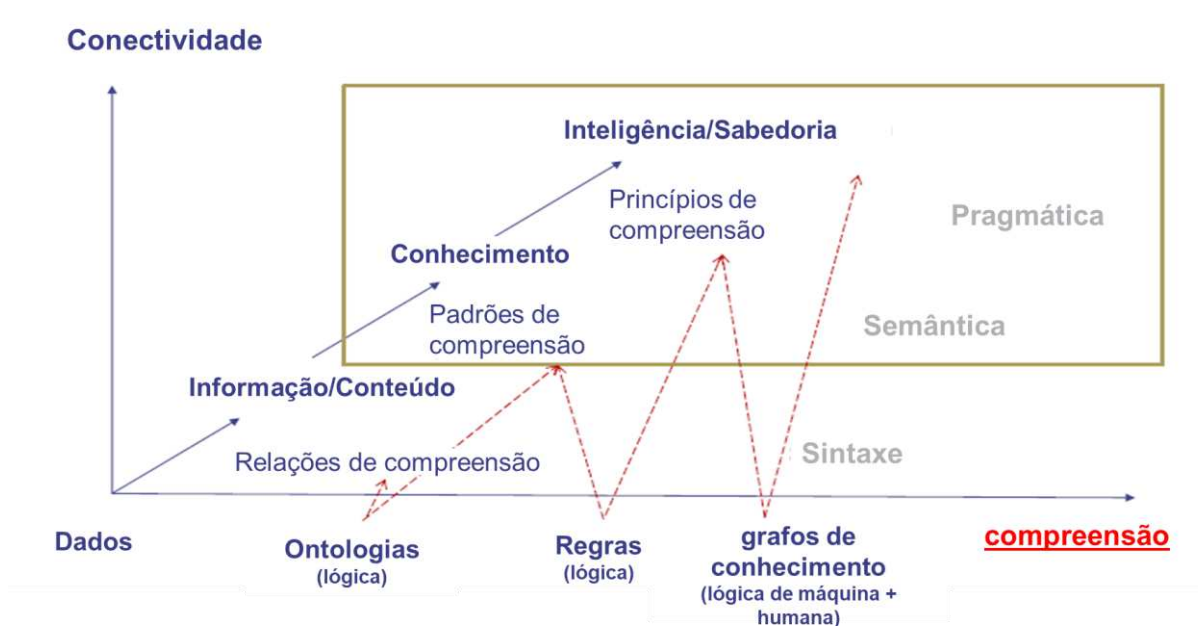 Conectividade
Inteligência/Sabedoria
Princípios de
compreensão
Pragmática
Conhecimento
Padrões de
compreensão
Semântica
Informação/Conteúdo
Relações de compreensão
Sintaxe
Dados
Ontologias
(lógica)
Regras
(lógica)
grafos de
conhecimento
(lógica de máquina +
humana)
compreensão